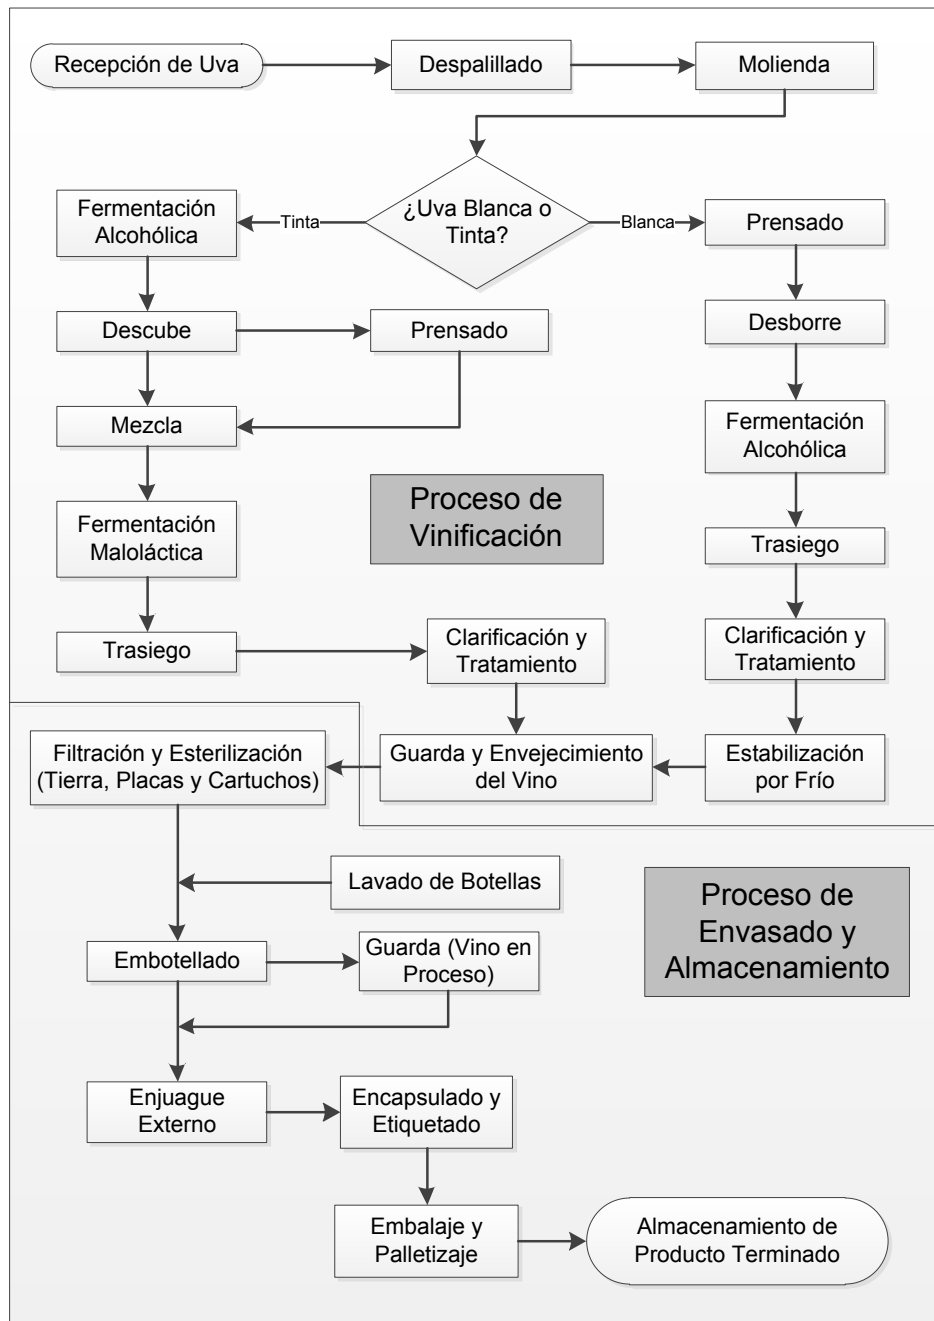 Recepción de Uva
Despalillado
Molienda
¿Uva Blanca o
Tinta?
Tinta
Blanca
Fermentación
Alcohólica
Prensado
Descube
Prensado
Desborre
Mezcla
Fermentación
Alcohólica
Proceso de
Vinificación
Fermentación
Maloláctica
Trasiego
Trasiego
Clarificación y
Tratamiento
Clarificación y
Tratamiento
Filtración y Esterilización
(Tierra, Placas y Cartuchos)
Guarda y Envejecimiento
del Vino
Estabilización
por Frío
Lavado de Botellas
Proceso de
Envasado y
Almacenamiento
Embotellado
Guarda (Vino en
Proceso)
Enjuague
Externo
Encapsulado y
Etiquetado
Embalaje y
Palletizaje
Almacenamiento de
Producto Terminado